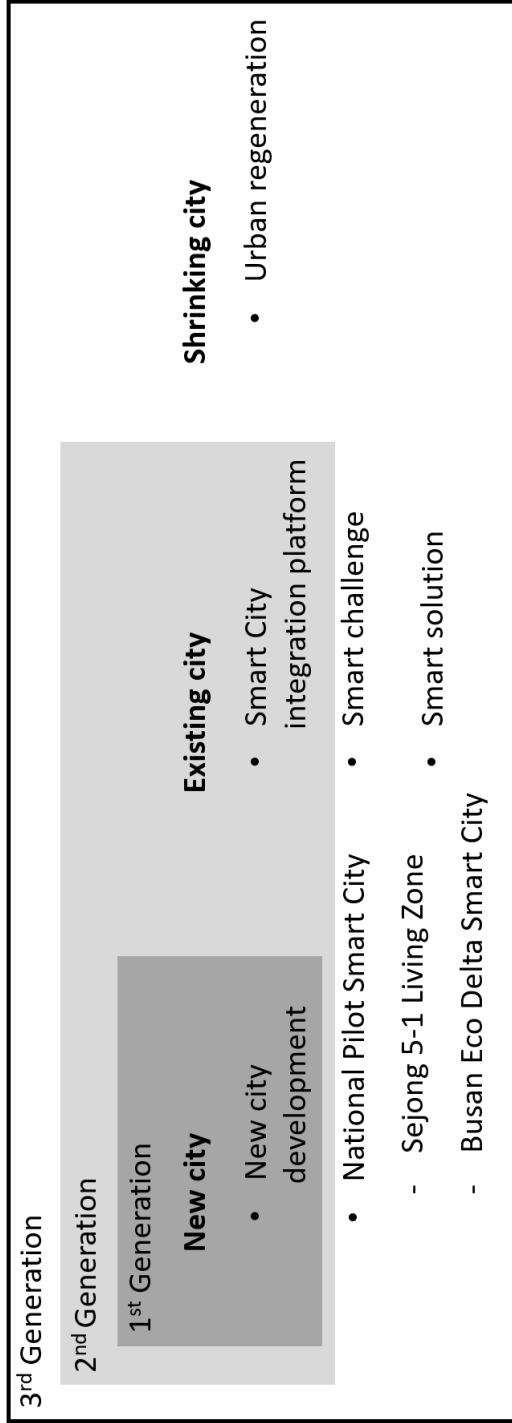 3rd Generation
2nd Generation
1st Generation
New city
• New city
development
• National Pilot Smart City
- Sejong 5-1 Living Zone
- Busan Eco Delta Smart City
Existing city
• Smart City
integration platform
• Smart challenge
• Smart solution
Shrinking city
• Urban regeneration